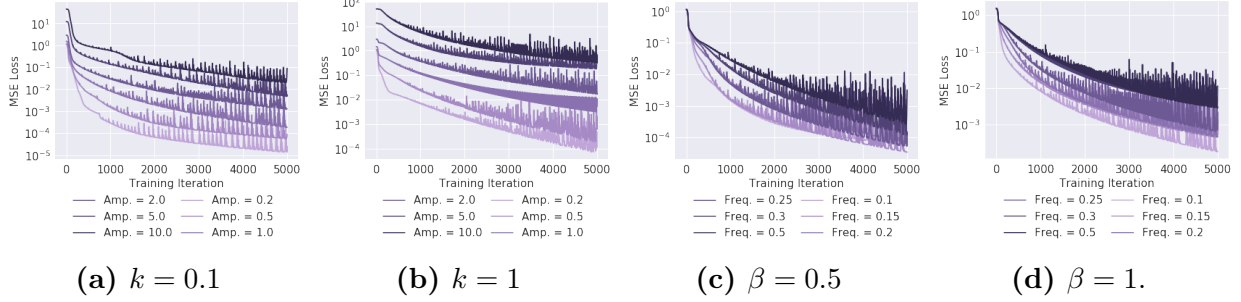 10¹
10⁰
10⁻¹
10⁻²
10⁻³
10⁻⁴
10⁻⁵
MSE Loss
0 1000 2000 3000 4000 5000
Training Iteration
Amp. = 2.0 Amp. = 0.2
Amp. = 5.0 Amp. = 0.5
Amp. = 10.0 Amp. = 1.0
(a) k = 0.1
10²
10¹
10⁰
10⁻¹
10⁻²
10⁻³
10⁻⁴
MSE Loss
0 1000 2000 3000 4000 5000
Training Iteration
Amp. = 2.0 Amp. = 0.2
Amp. = 5.0 Amp. = 0.5
Amp. = 10.0 Amp. = 1.0
(b) k = 1
10⁰
10⁻¹
10⁻²
10⁻³
10⁻⁴
MSE Loss
0 1000 2000 3000 4000 5000
Training Iteration
Freq. = 0.25 Freq. = 0.1
Freq. = 0.3 Freq. = 0.15
Freq. = 0.5 Freq. = 0.2
(c) β = 0.5
10⁰
10⁻¹
10⁻²
10⁻³
MSE Loss
0 1000 2000 3000 4000 5000
Training Iteration
Freq. = 0.25 Freq. = 0.1
Freq. = 0.3 Freq. = 0.15
Freq. = 0.5 Freq. = 0.2
(d) β = 1.